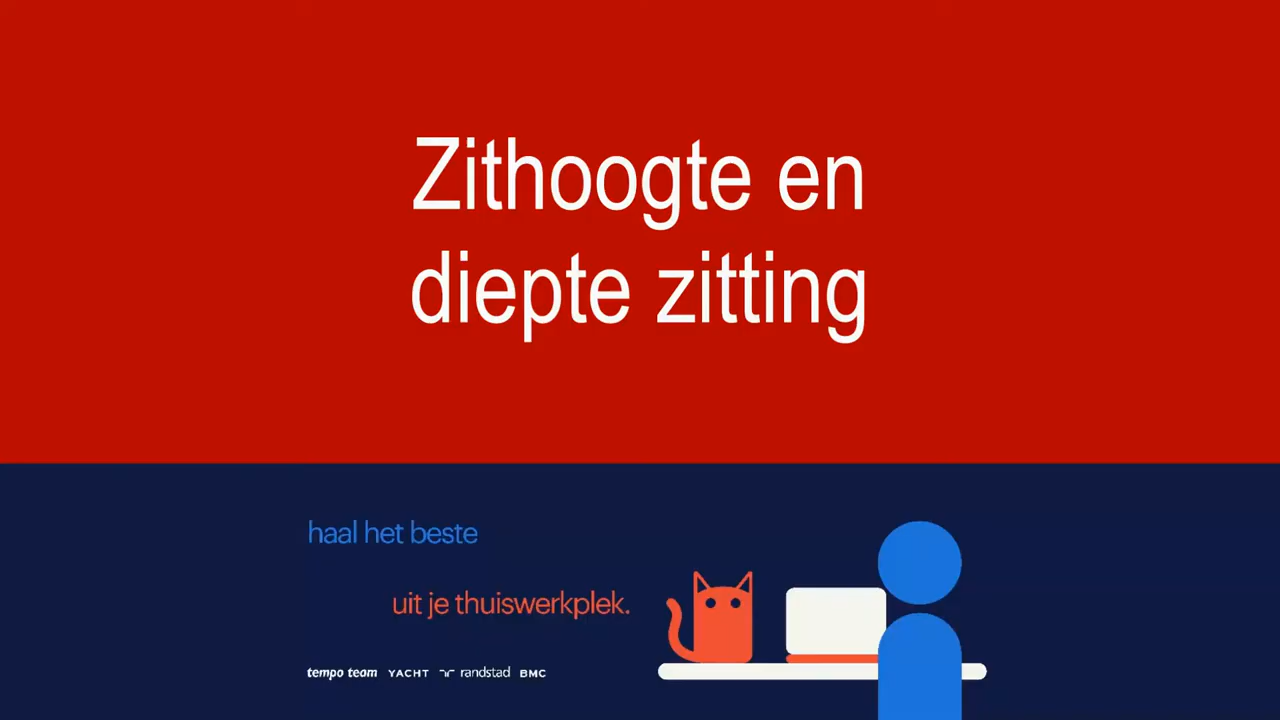 Zithoogte en
diepte zitting
haal het beste
uit je thuiswerkplek.
tempo team YACHT randstad BMC